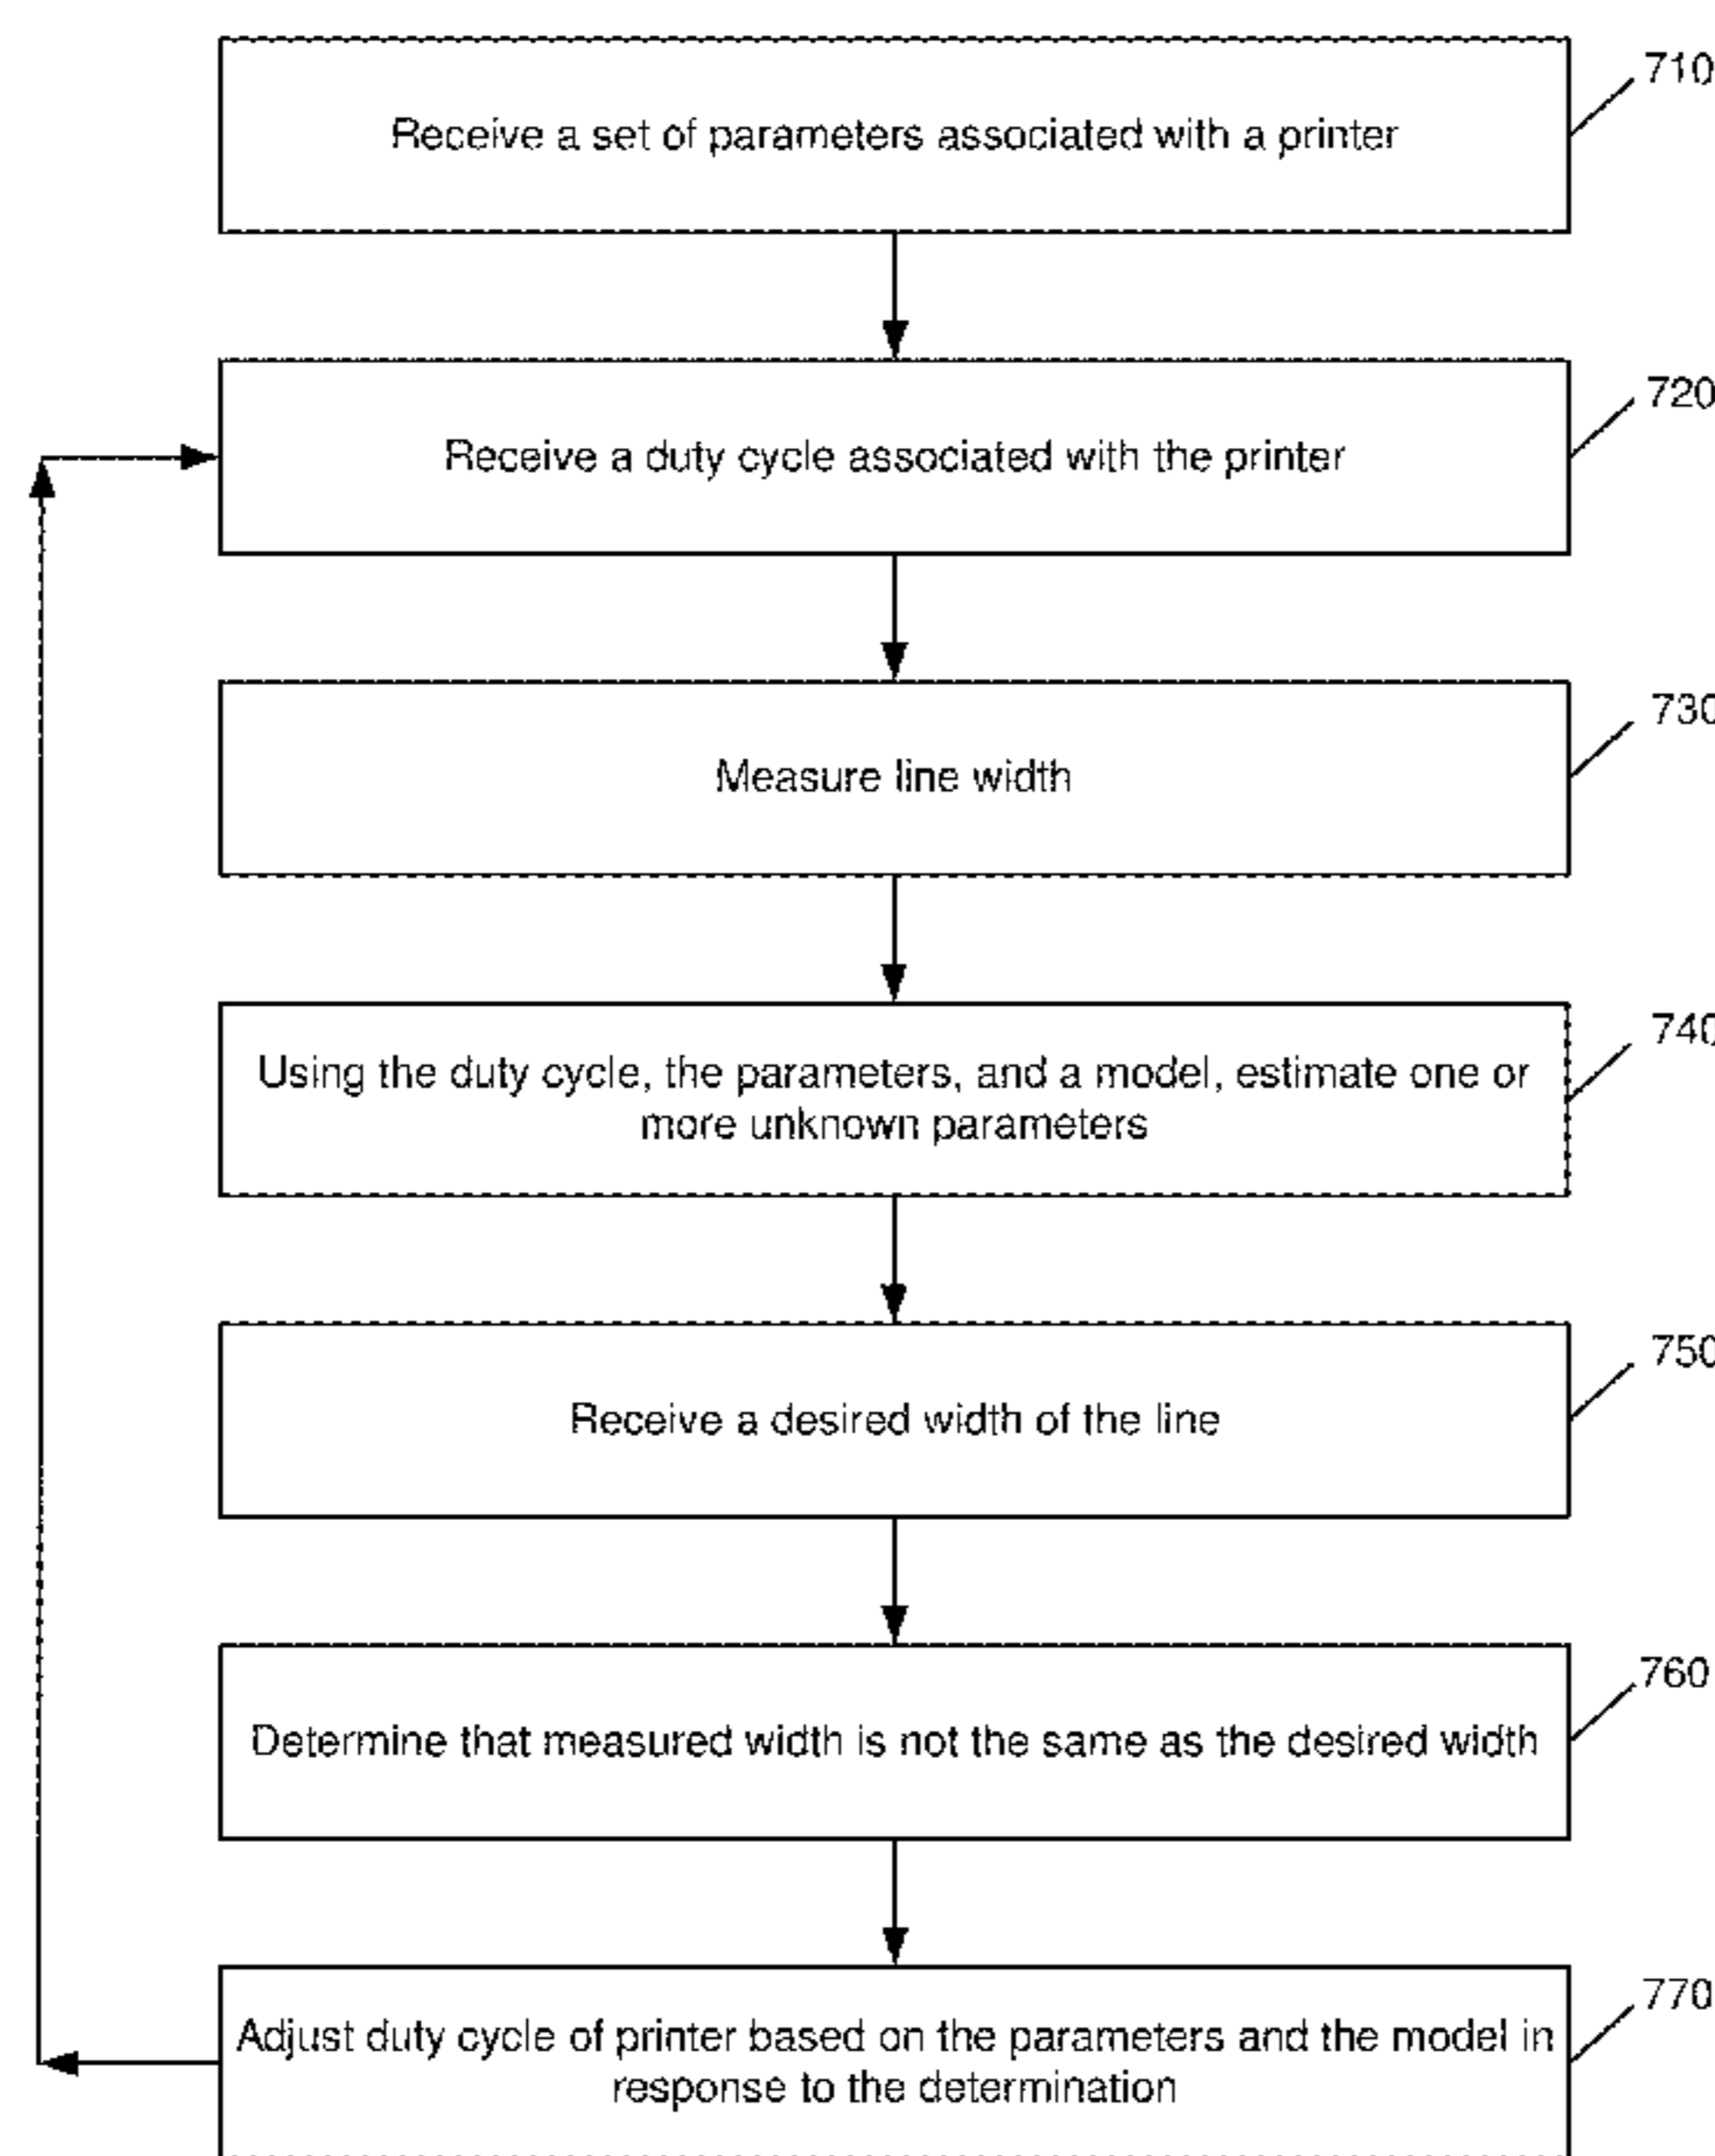 710
Receive a set of parameters associated with a printer
720
Receive a duty cycle associated with the printer
730
Measure line width
740
Using the duty cycle, the parameters, and a model, estimate one or
more unknown parameters
750
Receive a desired width of the line
760
Determine that measured width is not the same as the desired width
770
Adjust duty cycle of printer based on the parameters and the model in
response to the determination